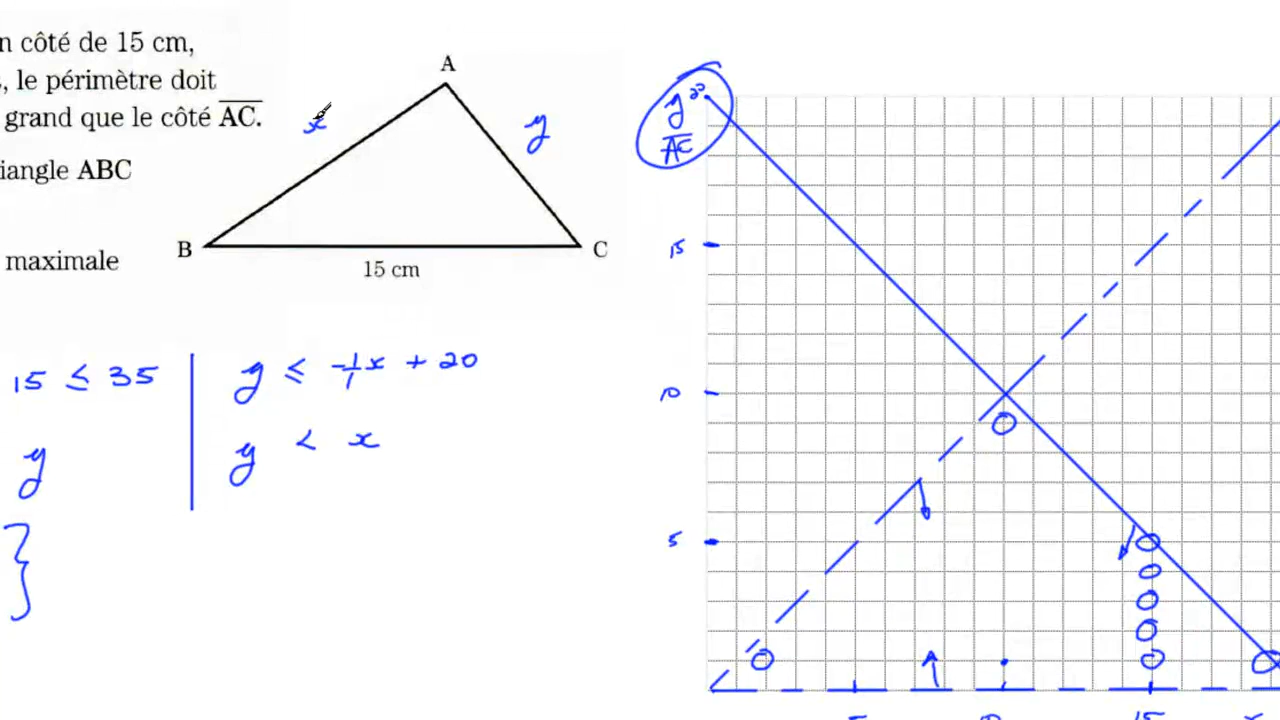 n côté de 15 cm,
, le périmètre doit
grand que le côté AC.
iangle ABC
maximale
A
B
C
15 cm
x
y
15 ≤ 35
y
}
y ≤ -1/1 x + 20
y < x
y 20
AC
15
10
5
15